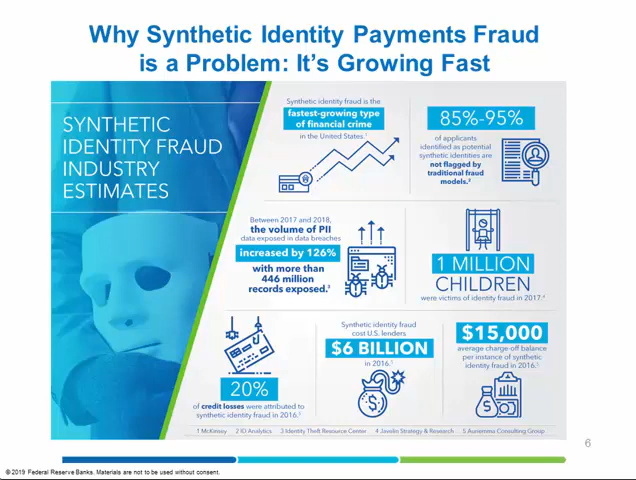 Why Synthetic Identity Payments Fraud
is a Problem: It's Growing Fast
SYNTHETIC
IDENTITY FRAUD
INDUSTRY
ESTIMATES
Synthetic identity fraud is the
fastest-growing type
of financial crime
in the United States.¹
85%-95%
of applicants
identified as potential
synthetic identities are
not flagged by
traditional fraud
models.²
Between 2017 and 2018,
the volume of PII
data exposed in data breaches
increased by 126%
with more than
446 million
records exposed.³
1 MILLION
CHILDREN
were victims of identity fraud in 2017.⁴
20%
of credit losses were attributed to
synthetic identity fraud in 2016.⁵
Synthetic identity fraud
cost U.S. lenders
$6 BILLION
in 2016.⁵
$15,000
average charge-off balance
per instance of synthetic
identity fraud in 2016.⁵
1 McKinsey 2 ID Analytics 3 Identity Theft Resource Center 4 Javelin Strategy & Research 5 Auriemma Consulting Group
6
© 2019 Federal Reserve Banks. Materials are not to be used without consent.